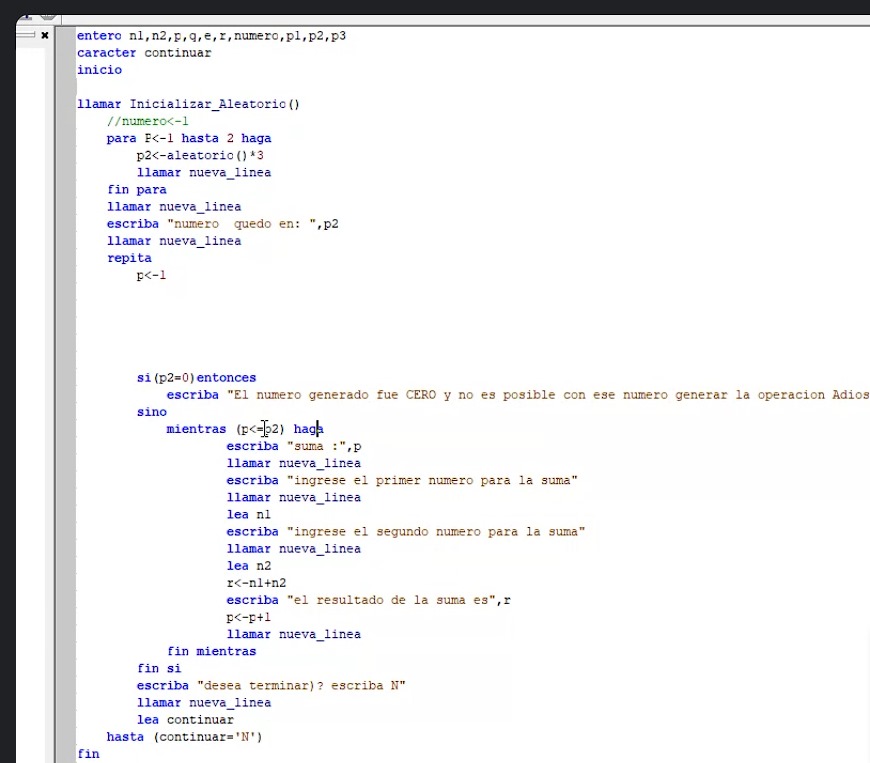 entero n1,n2,p,q,e,r,numero,p1,p2,p3
caracter continuar
inicio
llamar Inicializar_Aleatorio()
//numero<-1
para P<-1 hasta 2 haga
p2<-aleatorio()*3
llamar nueva_linea
fin para
llamar nueva_linea
escriba "numero  quedo en: ",p2
llamar nueva_linea
repita
p<-1
si(p2=0)entonces
escriba "El numero generado fue CERO y no es posible con ese numero generar la operacion Adios
sino
mientras (p<=p2) haga
escriba "suma :",p
llamar nueva_linea
escriba "ingrese el primer numero para la suma"
llamar nueva_linea
lea n1
escriba "ingrese el segundo numero para la suma"
llamar nueva_linea
lea n2
r<-n1+n2
escriba "el resultado de la suma es",r
p<-p+1
llamar nueva_linea
fin mientras
fin si
escriba "desea terminar)? escriba N"
llamar nueva_linea
lea continuar
hasta (continuar='N')
fin